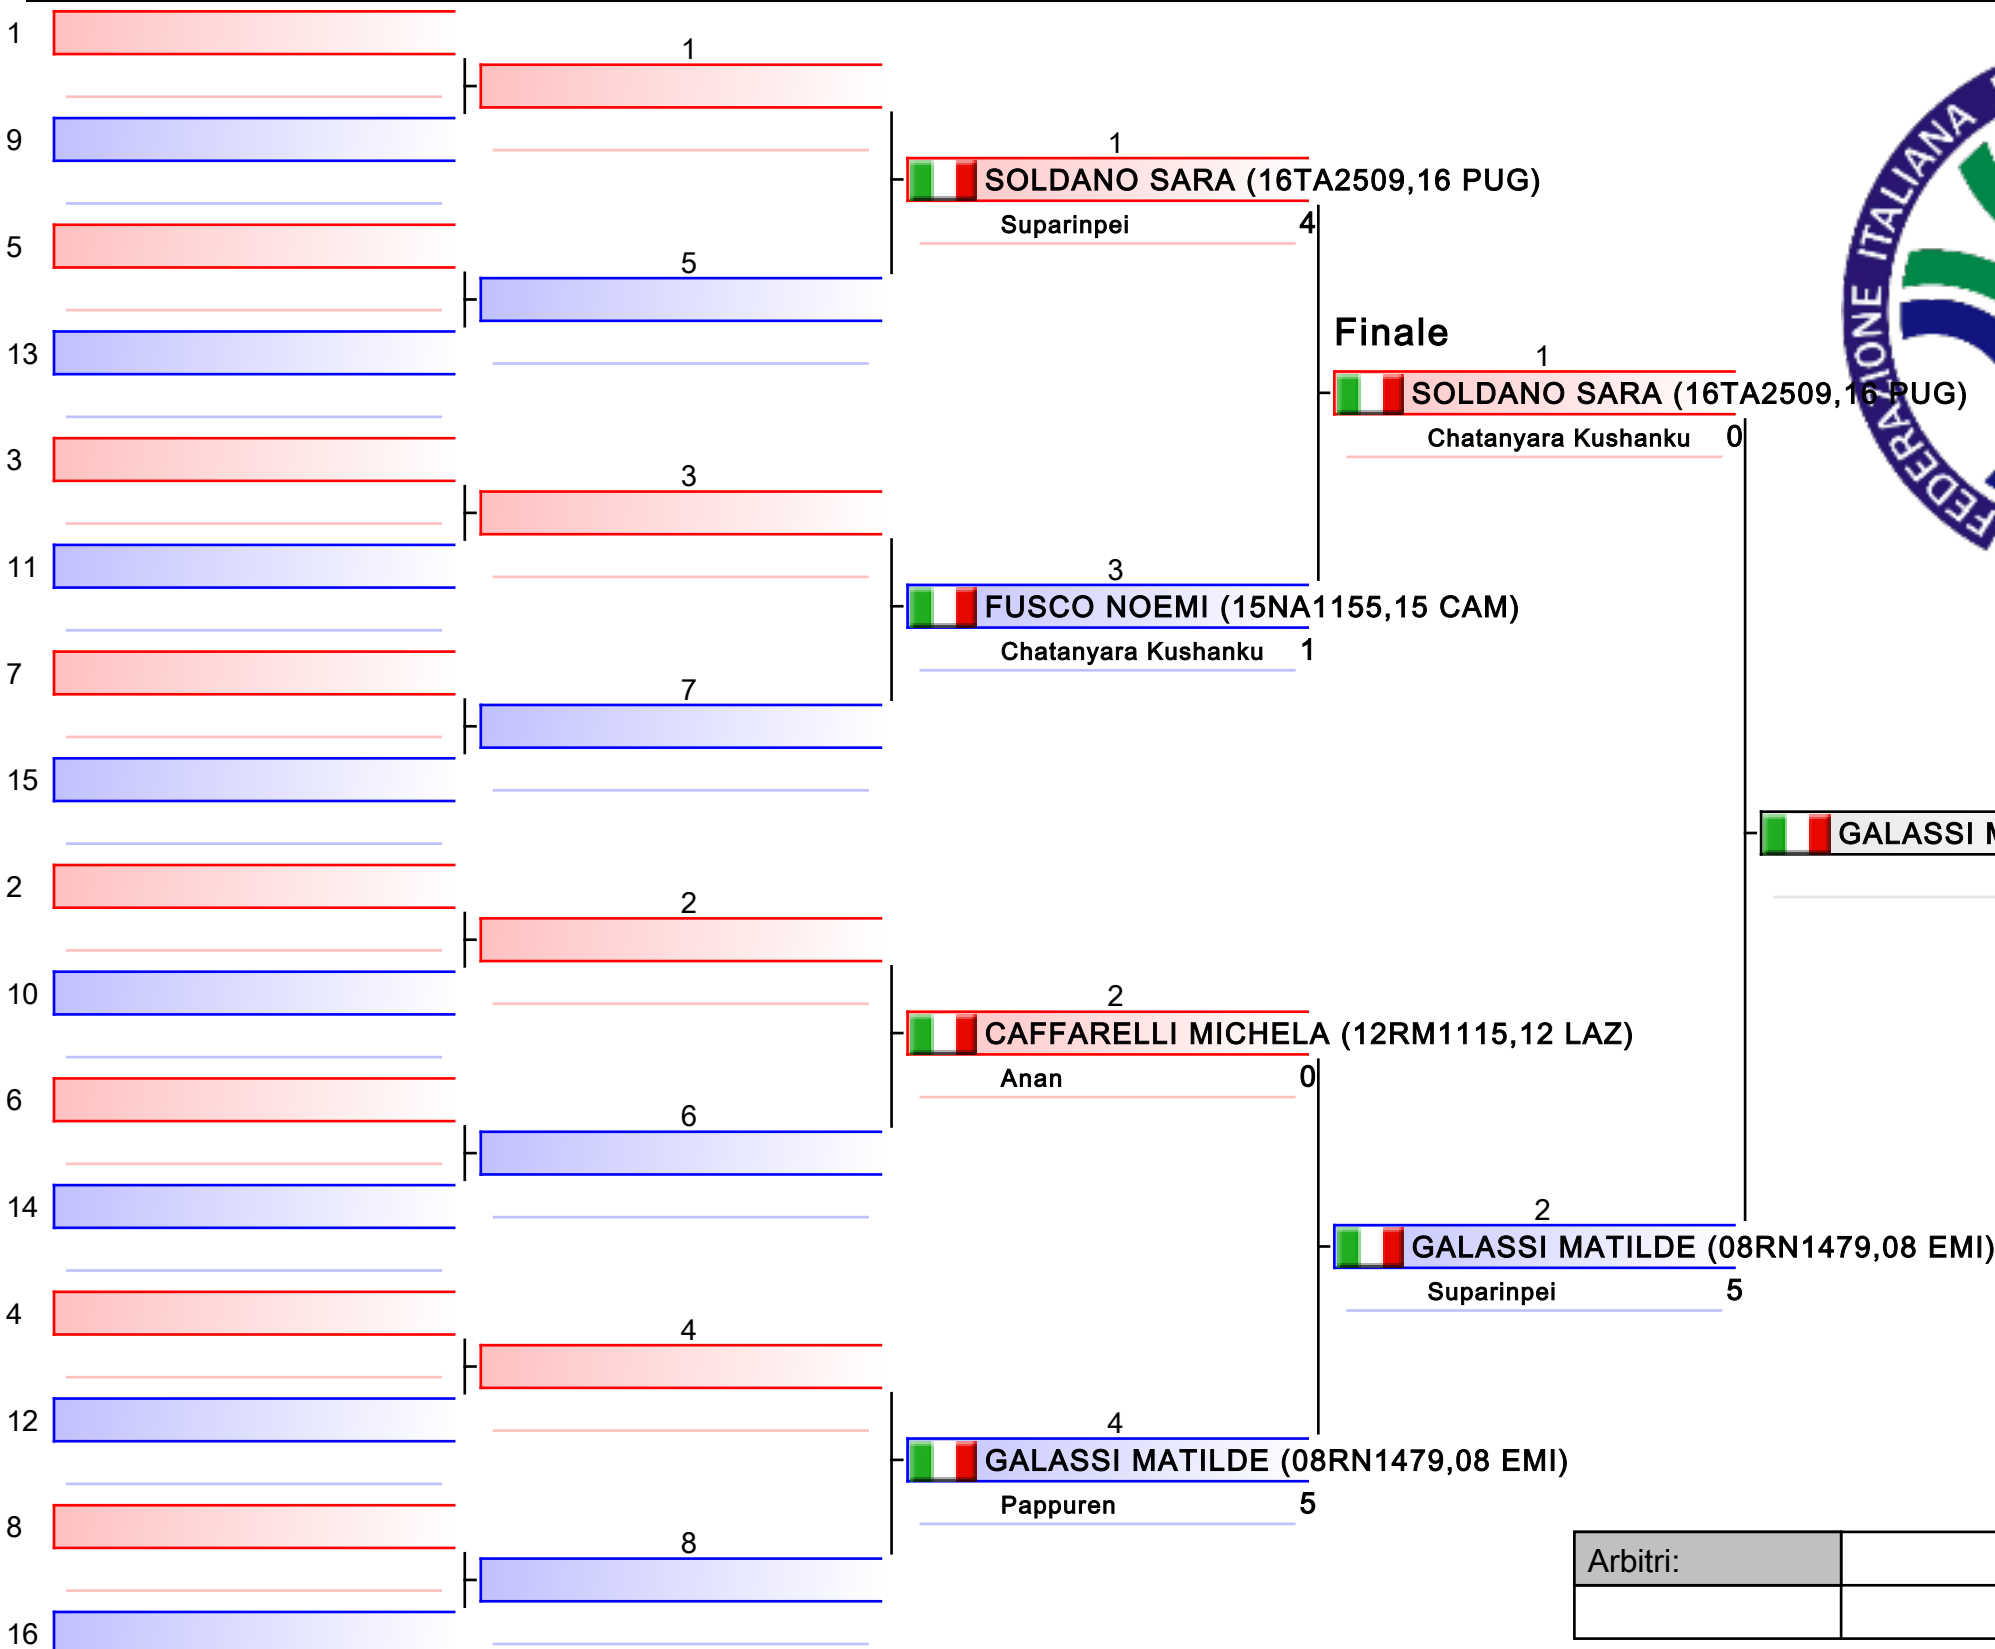 1
9
5
13
3
11
7
15
2
10
6
14
4
12
8
16
1
5
3
7
2
6
4
8
1
SOLDANO SARA (16TA2509,16 PUG)
Suparinpei 4
3
FUSCO NOEMI (15NA1155,15 CAM)
Chatanyara Kushanku 1
2
CAFFARELLI MICHELA (12RM1115,12 LAZ)
Anan 0
4
GALASSI MATILDE (08RN1479,08 EMI)
Pappuren 5
Finale
1
SOLDANO SARA (16TA2509,16 PUG)
Chatanyara Kushanku 0
2
GALASSI MATILDE (08RN1479,08 EMI)
Suparinpei 5
GALASSI
FEDERAZIONE ITALIANA
Arbitri: